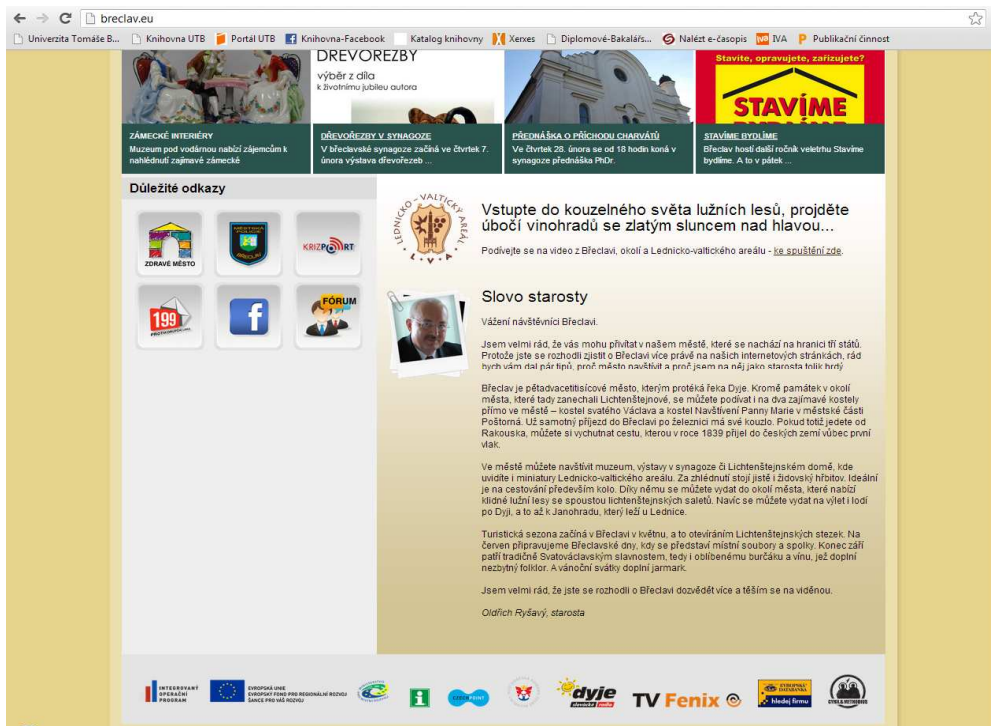 breclav.eu
Univerzita Tomáše B...
Knihovna UTB
Portál UTB
Knihovna-Facebook
Katalog knihovny
Xerxes
Diplomové-Bakalářs...
Nalézt e-časopis
IVA
Publikační činnost
DŘEVOŘEZBY
výběr z díla
k životnímu jubileu autora
Stavíte, opravujete, zařizujete?
STAVÍME
BYDLÍME
ZÁMECKÉ INTERIÉRY
Muzeum pod vodárnou nabízí zájemcům k
nahlédnutí zajímavé zámecké
DŘEVOŘEZBY V SYNAGOZE
V břeclavské synagoze začíná ve čtvrtek 7.
února výstava dřevořezeb ...
PŘEDNÁŠKA O PŘÍCHODU CHARVÁTŮ
Ve čtvrtek 28. února se od 18 hodin koná v
synagoze přednáška PhDr.
STAVÍME BYDLÍME
Břeclav hostí další ročník veletrhu Stavíme
bydlíme. A to v pátek ...
Důležité odkazy
ZDRAVÉ MĚSTO
MĚSTSKÁ
POLICIE
BŘECLAV
KRIZPORT
199
FÓRUM
LEDNICKO-VALTICKÝ AREÁL
L.V.A.
Vstupte do kouzelného světa lužních lesů, projděte
úbočí vinohradů se zlatým sluncem nad hlavou...
Podívejte se na video z Břeclavi, okolí a Lednicko-valtického areálu - ke spuštění zde.
Slovo starosty
Vážení návštěvníci Břeclavi.
Jsem velmi rád, že vás mohu přivítat v našem městě, které se nachází na hranici tří států.
Protože jste se rozhodli zjistit o Břeclavi více právě na našich internetových stránkách, rád
bych vám dal pár tipů, proč město navštívit a proč jsem na něj jako starosta tolik hrdý.
Břeclav je pětadvacetitisícové město, kterým protéká řeka Dyje. Kromě památek v okolí
města, které tady zanechali Lichtenštejnové, se můžete podívat i na dva zajímavé kostely
přímo ve městě – kostel svatého Václava a kostel Navštívení Panny Marie v městské části
Poštorná. Už samotný příjezd do Břeclavi po železnici má své kouzlo. Pokud totiž jedete od
Rakouska, můžete si vychutnat cestu, kterou v roce 1839 přijel do českých zemí vůbec první
vlak.
Ve městě můžete navštívit muzeum, výstavy v synagoze či Lichtenštejnském domě, kde
uvidíte i miniatury Lednicko-valtického areálu. Za zhlédnutí stojí jistě i židovský hřbitov. Ideální
je na cestování především kolo. Díky němu se můžete vydat do okolí města, které nabízí
klidné lužní lesy se spoustou lichtenštejnských saletů. Navíc se můžete vydat na výlet i lodí
po Dyji, a to až k Janohradu, který leží u Lednice.
Turistická sezona začíná v Břeclavi v květnu, a to otevíráním Lichtenštejnských stezek. Na
červen připravujeme Břeclavské dny, kdy se představí místní soubory a spolky. Konec září
patří tradičně Svatováclavským slavnostem, tedy i oblíbenému burčáku a vínu, jež doplní
nezbytný folklor. A vánoční svátky doplní jarmark.
Jsem velmi rád, že jste se rozhodli o Břeclavi dozvědět více a těším se na viděnou.
Oldřich Ryšavý, starosta
INTEGROVANÝ
OPERAČNÍ
PROGRAM
EVROPSKÁ UNIE
EVROPSKÝ FOND PRO REGIONÁLNÍ ROZVOJ
ŠANCE PRO VÁŠ ROZVOJ
i
CZECHPOINT
dyje
TV Fenix
EVROPSKÁ
DATABANKA
hledej firmu
CYRIL & METHODIUS